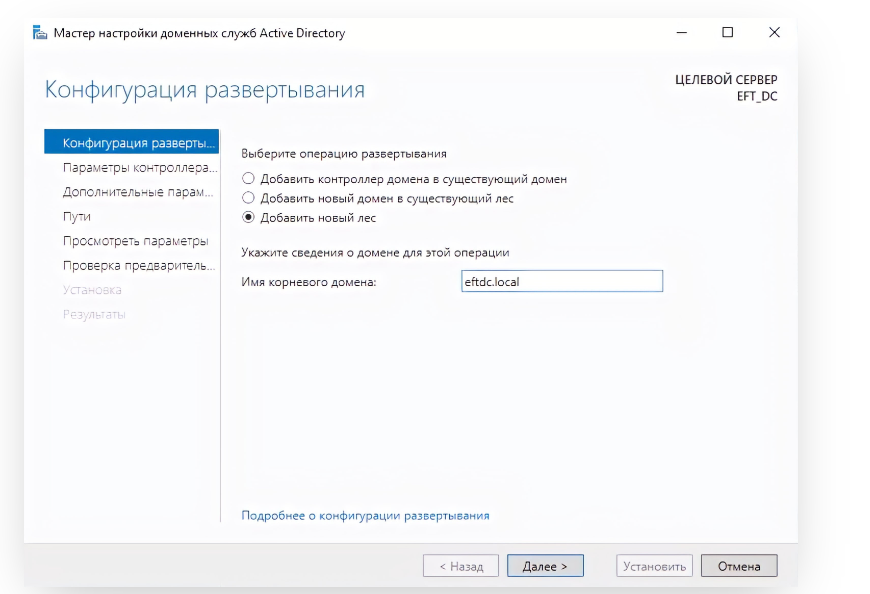 Мастер настройки доменных служб Active Directory
Конфигурация развертывания
ЦЕЛЕВОЙ СЕРВЕР
EFT_DC
Конфигурация разверты...
Параметры контроллера...
Дополнительные парам...
Пути
Просмотреть параметры
Проверка предваритель...
Установка
Результаты
Выберите операцию развертывания
Добавить контроллер домена в существующий домен
Добавить новый домен в существующий лес
Добавить новый лес
Укажите сведения о домене для этой операции
Имя корневого домена: eftdc.local
Подробнее о конфигурации развертывания
< Назад Далее > Установить Отмена